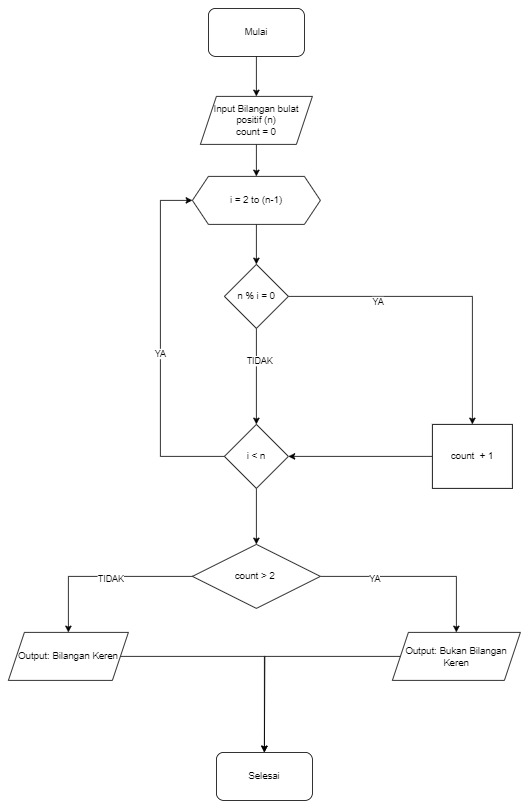 Mulai
Input Bilangan bulat
positif (n)
count = 0
i = 2 to (n-1)
n % i = 0
YA
YA
TIDAK
i < n
count + 1
count > 2
TIDAK
YA
Output: Bilangan Keren
Output: Bukan Bilangan
Keren
Selesai